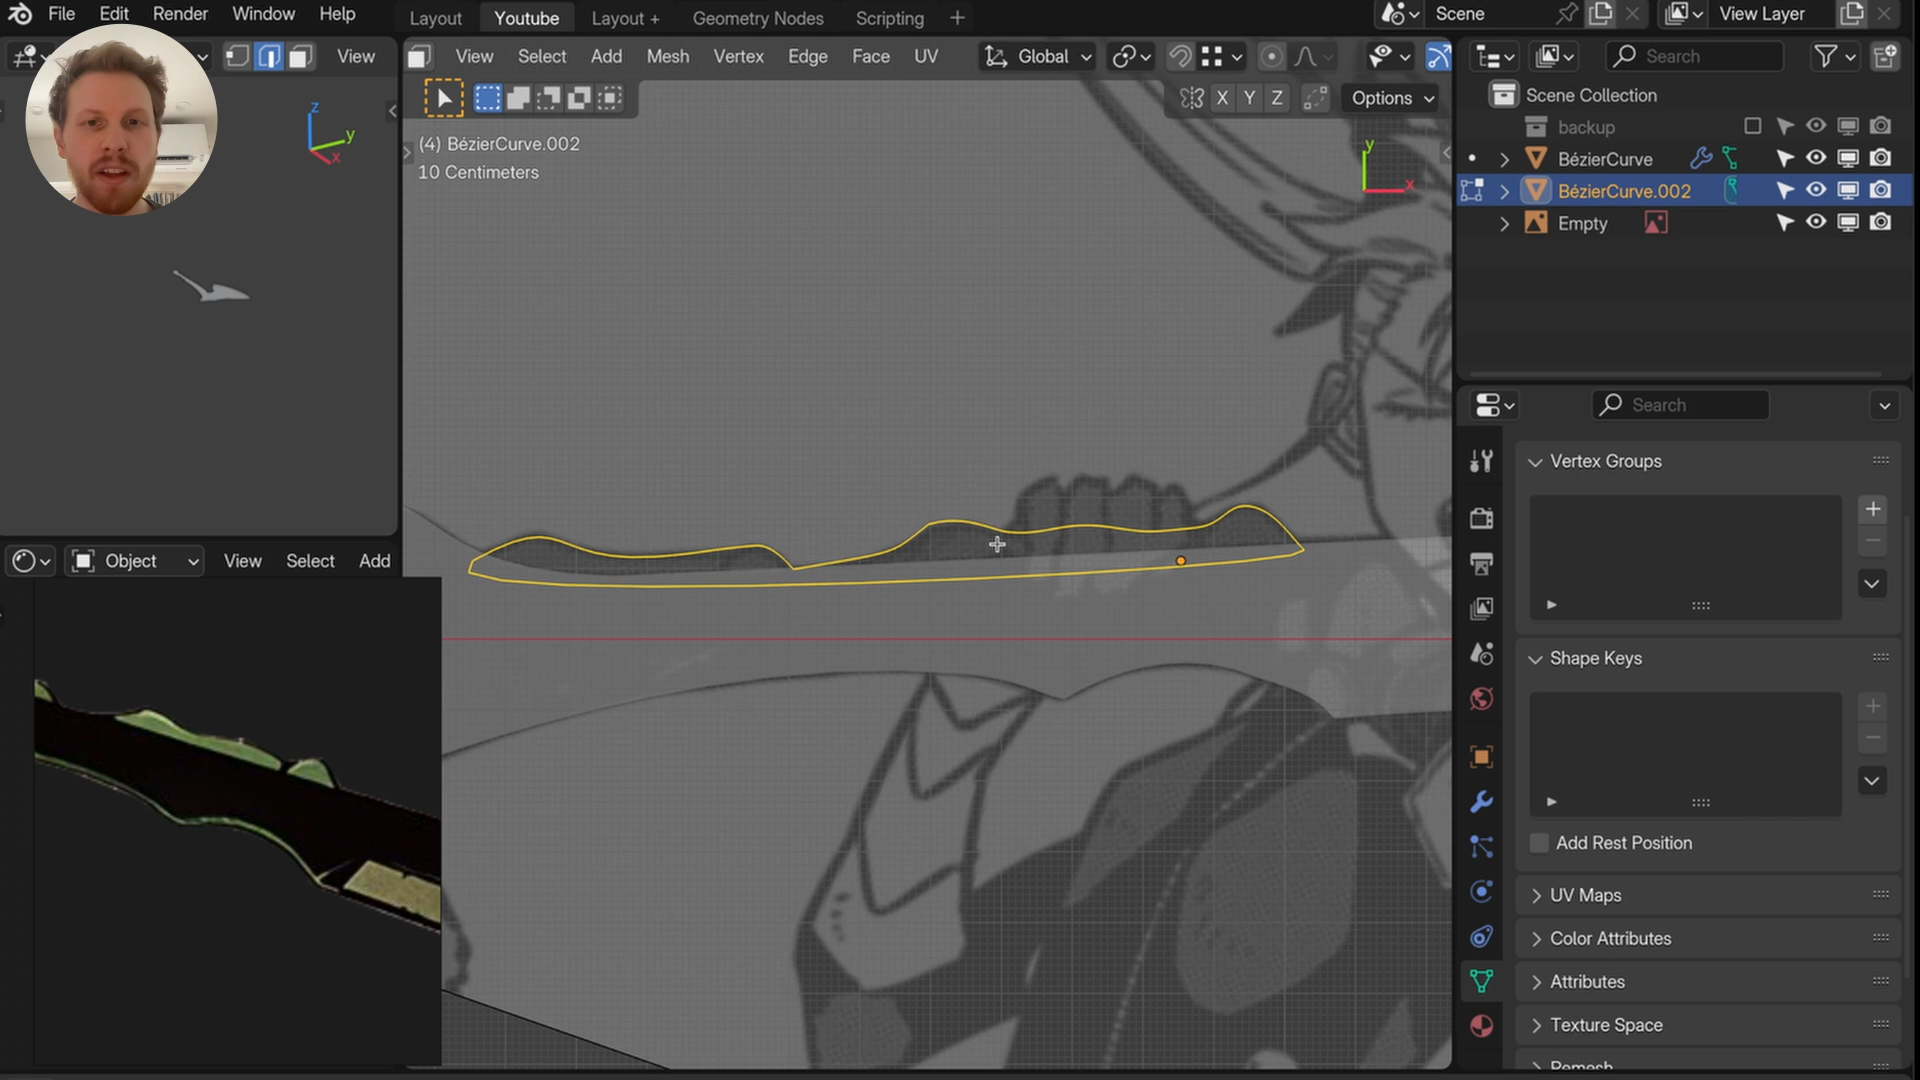 File Edit Render Window Help
Layout Youtube Layout + Geometry Nodes Scripting +
Scene View Layer
View
View Select Add Mesh Vertex Edge Face UV Global
Search
X Y Z Options
(4) BézierCurve.002
10 Centimeters
Scene Collection
backup
BézierCurve
BézierCurve.002
Empty
z
y
x
y
x
Search
Vertex Groups
Shape Keys
Add Rest Position
UV Maps
Color Attributes
Attributes
Texture Space
Remesh
Object View Select Add